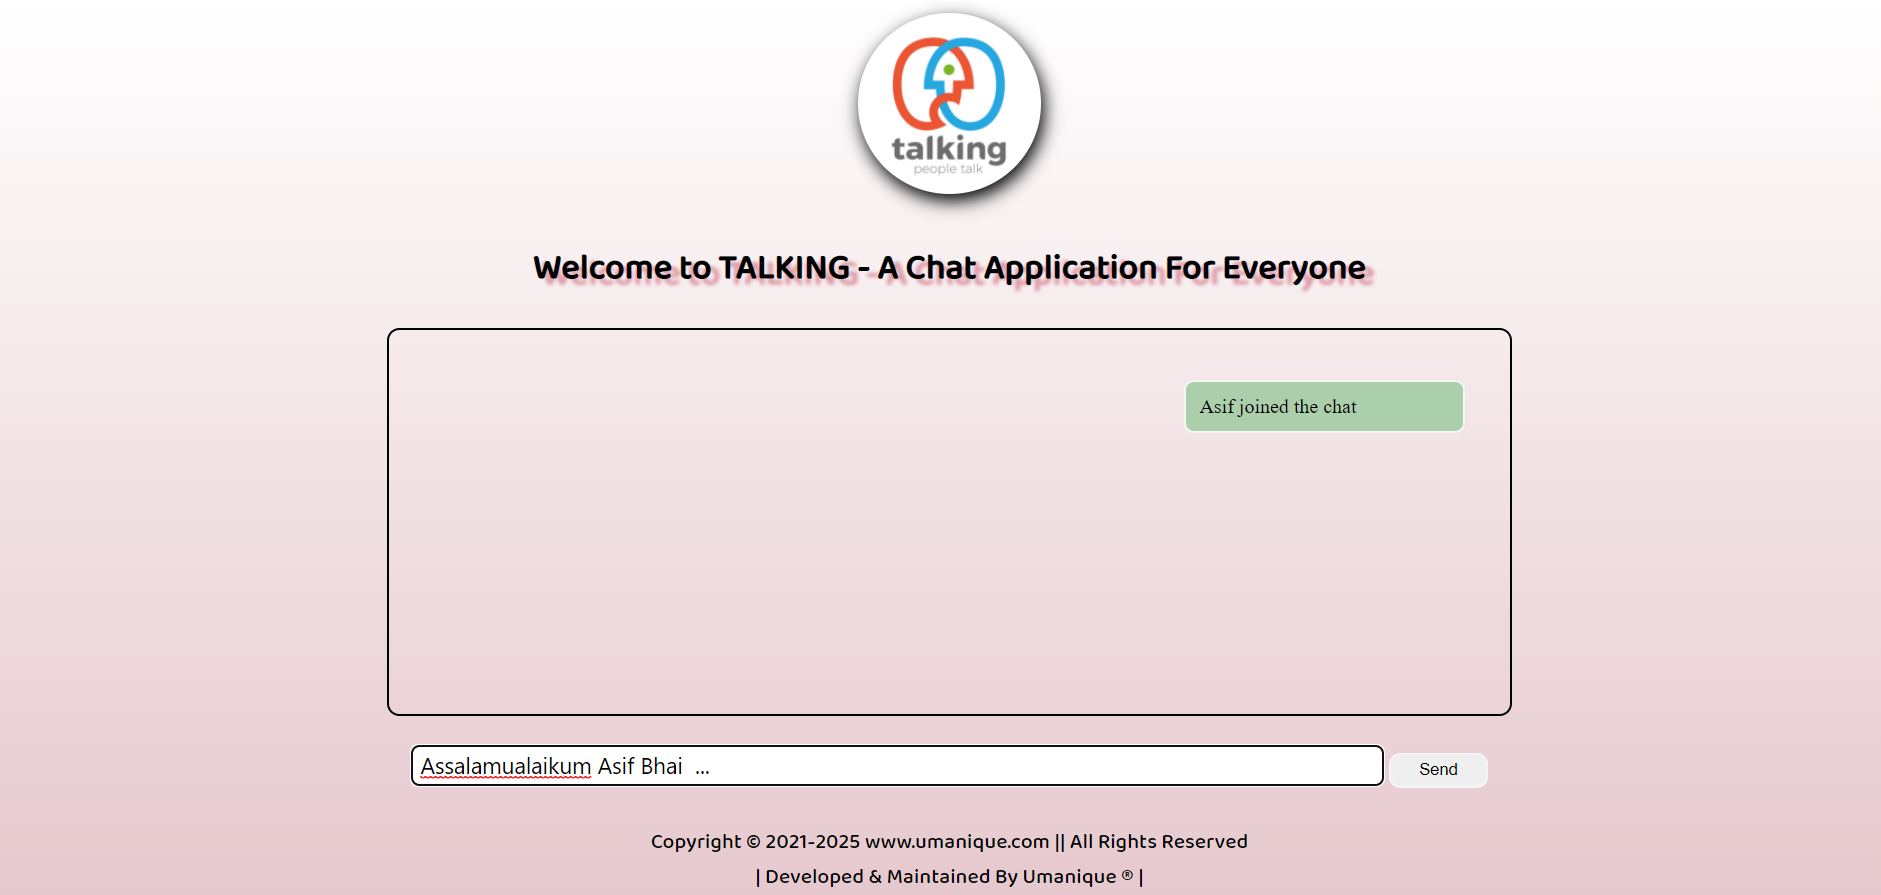 talking
people talk
Welcome to TALKING - A Chat Application For Everyone
Asif joined the chat
Assalamualaikum Asif Bhai  ...
Send
Copyright © 2021-2025 www.umanique.com || All Rights Reserved
| Developed & Maintained By Umanique ® |